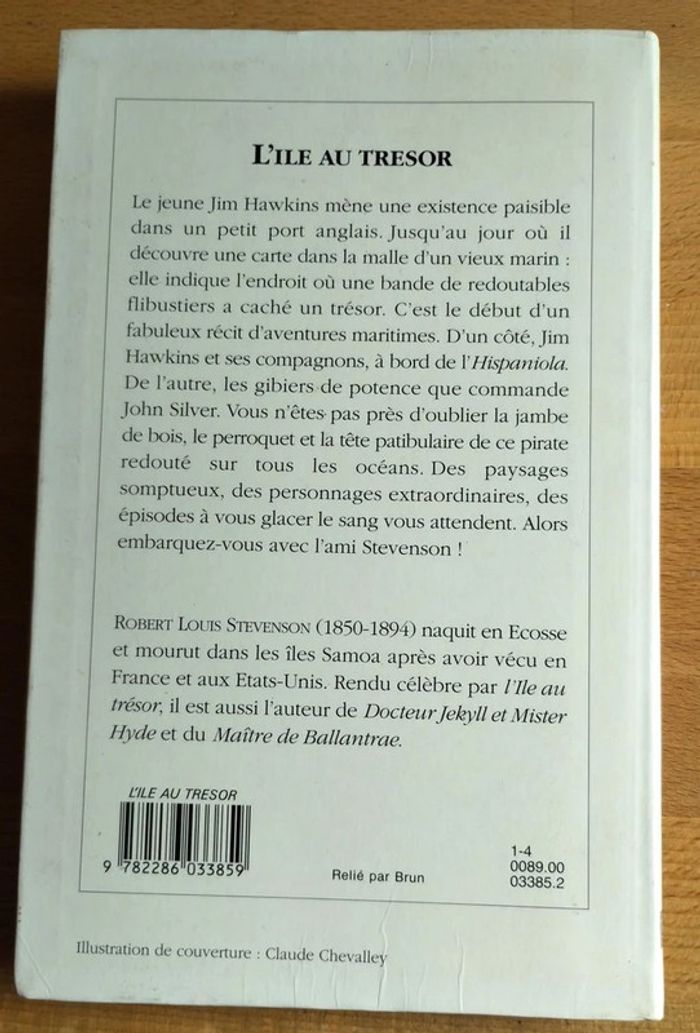 L'ILE AU TRESOR
Le jeune Jim Hawkins mène une existence paisible
dans un petit port anglais. Jusqu'au jour où il
découvre une carte dans la malle d'un vieux marin :
elle indique l'endroit où une bande de redoutables
flibustiers a caché un trésor. C'est le début d'un
fabuleux récit d'aventures maritimes. D'un côté, Jim
Hawkins et ses compagnons, à bord de l'Hispaniola.
De l'autre, les gibiers de potence que commande
John Silver. Vous n'êtes pas près d'oublier la jambe
de bois, le perroquet et la tête patibulaire de ce pirate
redouté sur tous les océans. Des paysages
somptueux, des personnages extraordinaires, des
épisodes à vous glacer le sang vous attendent. Alors
embarquez-vous avec l'ami Stevenson !
ROBERT LOUIS STEVENSON (1850-1894) naquit en Ecosse
et mourut dans les îles Samoa après avoir vécu en
France et aux Etats-Unis. Rendu célèbre par l'Ile au
trésor, il est aussi l'auteur de Docteur Jekyll et Mister
Hyde et du Maître de Ballantrae.
L'ILE AU TRESOR
9 782286 033859
Relié par Brun
1-4
0089.00
03385.2
Illustration de couverture : Claude Chevalley